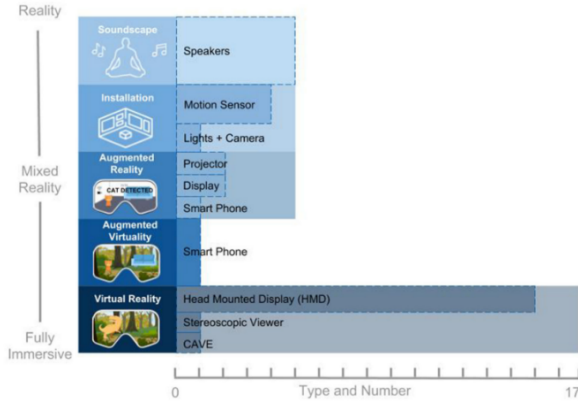 Reality
Soundscape
Speakers
Installation
Motion Sensor
Lights + Camera
Mixed
Reality
Augmented
Reality
CAT DETECTED
Projector
Display
Smart Phone
Augmented
Virtuality
Smart Phone
Virtual Reality
Head Mounted Display (HMD)
Stereoscopic Viewer
CAVE
Fully
Immersive
0
Type and Number
17